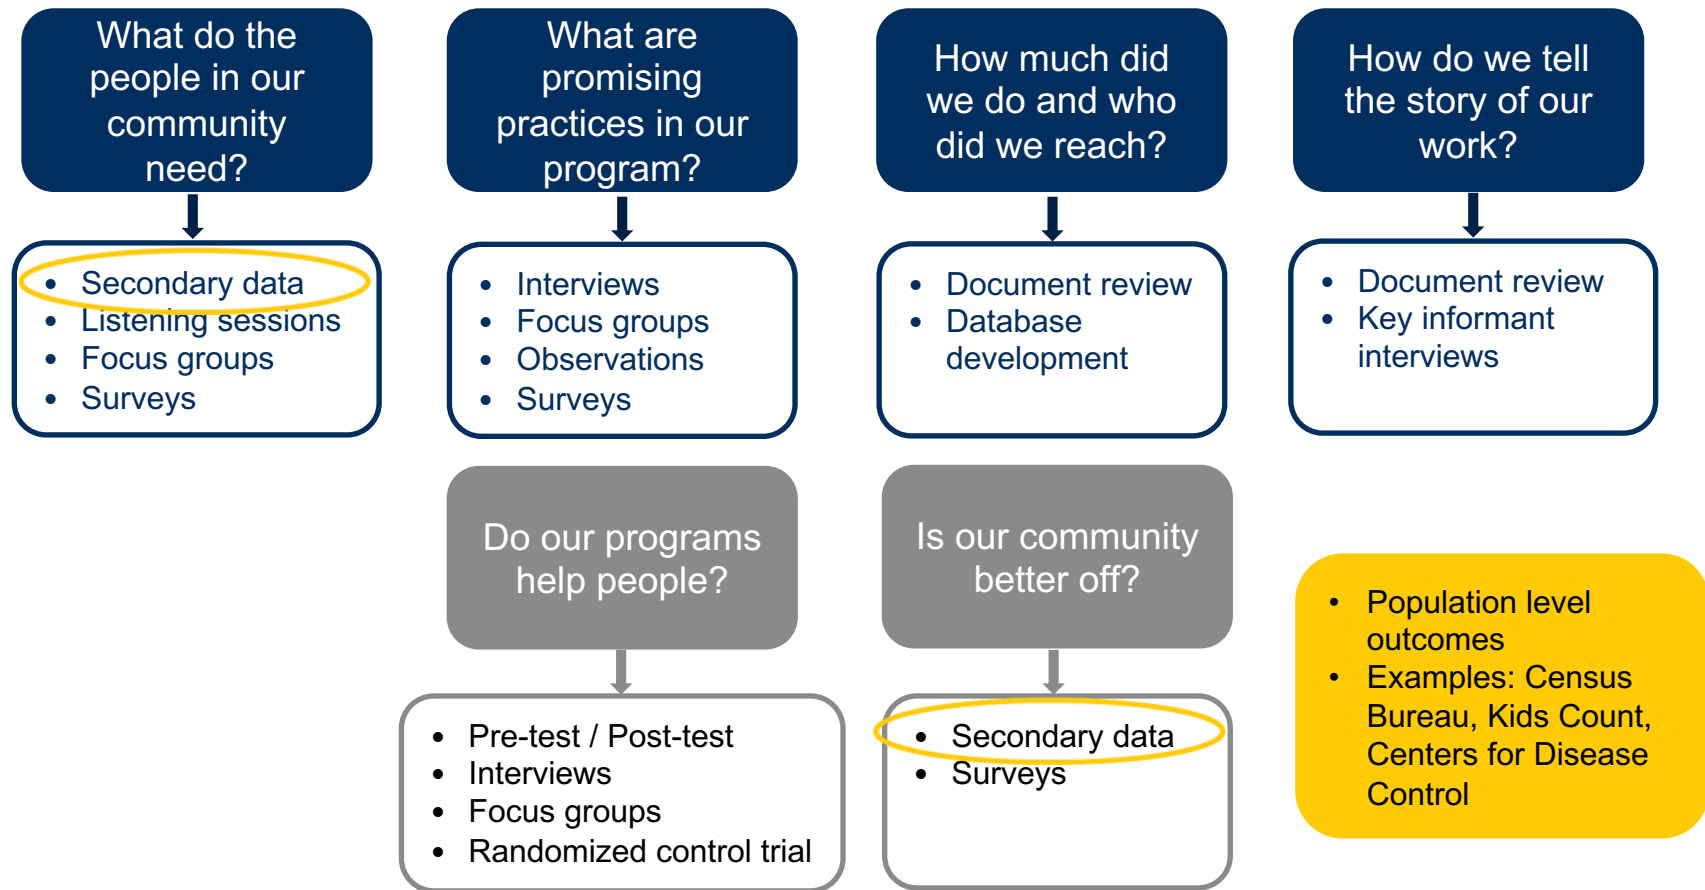 What do the
people in our
community
need?
What are
promising
practices in our
program?
How much did
we do and who
did we reach?
How do we tell
the story of our
work?
• Secondary data
• Listening sessions
• Focus groups
• Surveys
• Interviews
• Focus groups
• Observations
• Surveys
• Document review
• Database
development
• Document review
• Key informant
interviews
Do our programs
help people?
Is our community
better off?
• Pre-test / Post-test
• Interviews
• Focus groups
• Randomized control trial
• Secondary data
• Surveys
• Population level
outcomes
• Examples: Census
Bureau, Kids Count,
Centers for Disease
Control